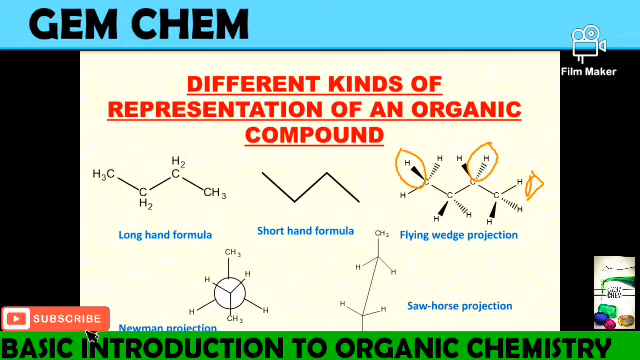 GEM CHEM
Film Maker
DIFFERENT KINDS OF
REPRESENTATION OF AN ORGANIC
COMPOUND
H₃C C H₂ H₂ C CH₃
H H H H H C C C C H H H H H
Long hand formula
Short hand formula
Flying wedge projection
CH₃ H H H H CH₃
CH₃ H H H H
Saw-horse projection
Newman projection
CHEM
SUBSCRIBE
BASIC INTRODUCTION TO ORGANIC CHEMISTRY